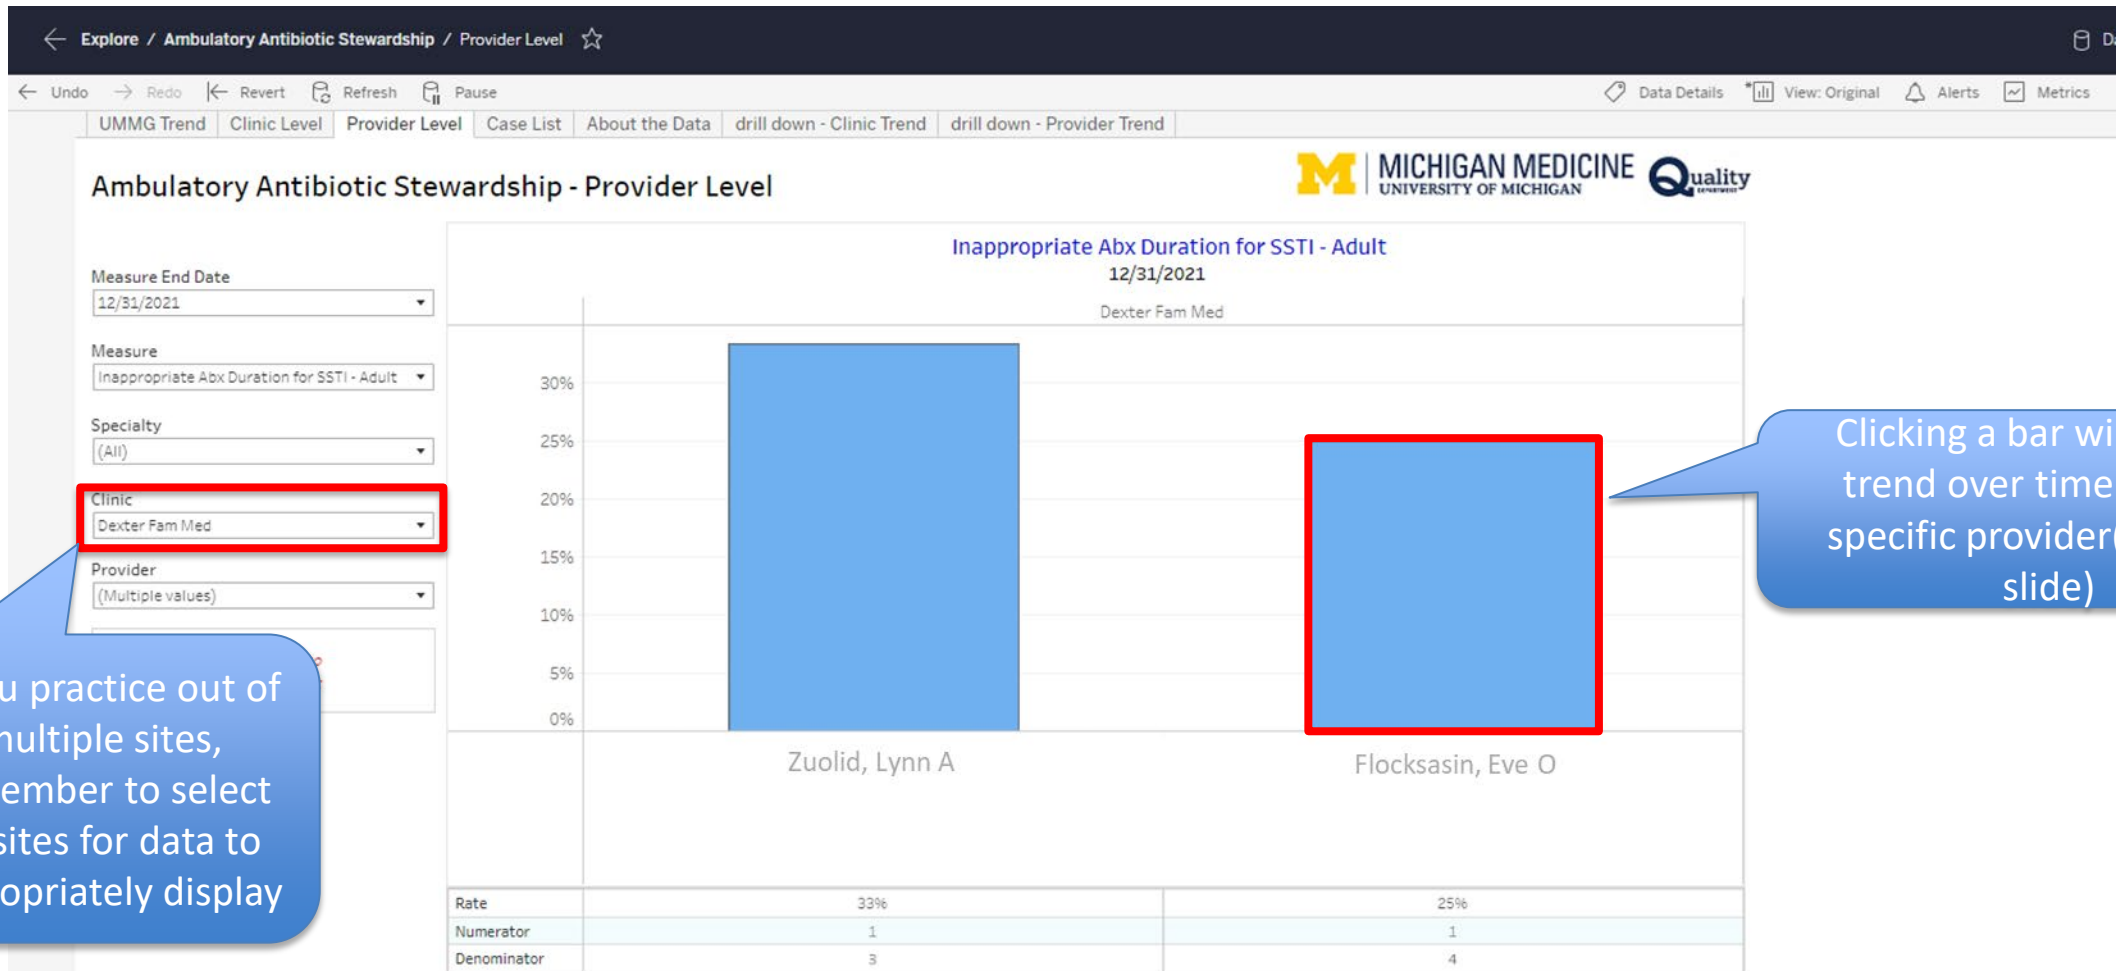 Explore / Ambulatory Antibiotic Stewardship / Provider Level
Undo Redo Revert Refresh Pause
Data Details View: Original Alerts Metrics
UMMG Trend Clinic Level Provider Level Case List About the Data drill down - Clinic Trend drill down - Provider Trend
Ambulatory Antibiotic Stewardship - Provider Level
M MICHIGAN MEDICINE
UNIVERSITY OF MICHIGAN
Quality
Measure End Date
12/31/2021
Measure
Inappropriate Abx Duration for SSTI - Adult
Specialty
(All)
Clinic
Dexter Fam Med
Provider
(Multiple values)
practice out of
sites,
to select
sites for data to
display
Inappropriate Abx Duration for SSTI - Adult
12/31/2021
Dexter Fam Med
30%
25%
20%
15%
10%
5%
0%
Zuolid, Lynn A
Flocksasin, Eve O
Clicking a bar
trend over time
specific provider(
slide)
Rate 33% 25%
Numerator 1 1
Denominator 3 4